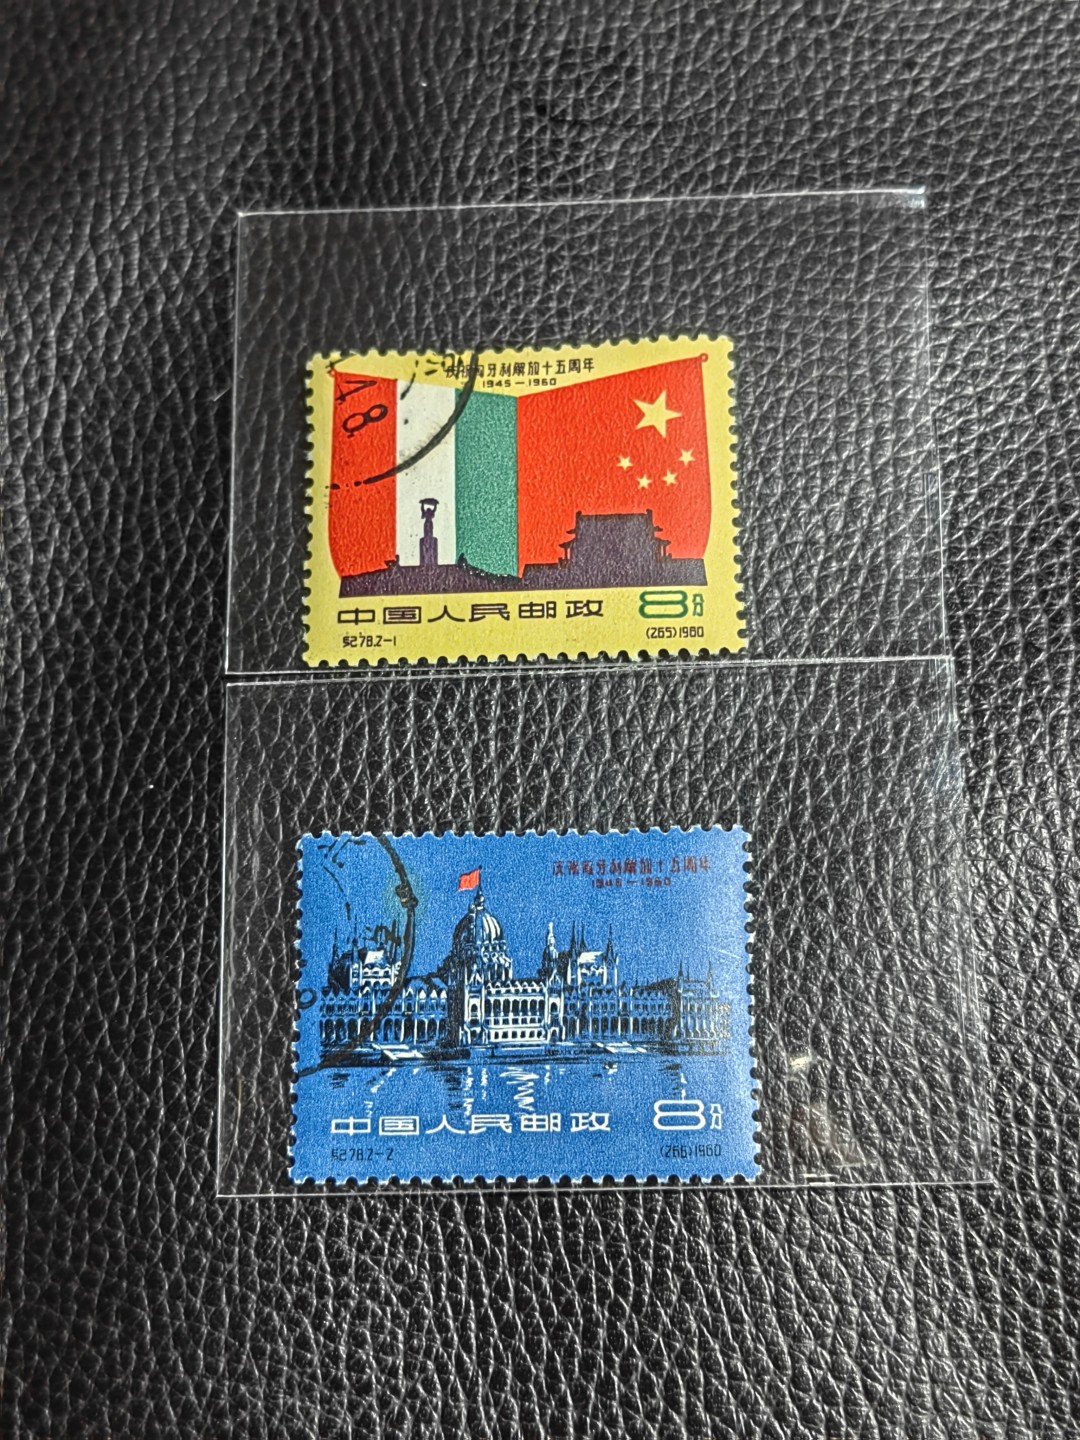 庆祝匈牙利解放十五周年
1945-1960
中国人民邮政 8分
纪78.2-1 (265)1960
庆祝匈牙利解放十五周年
1945-1960
中国人民邮政 8分
纪78.2-2 (266)1960